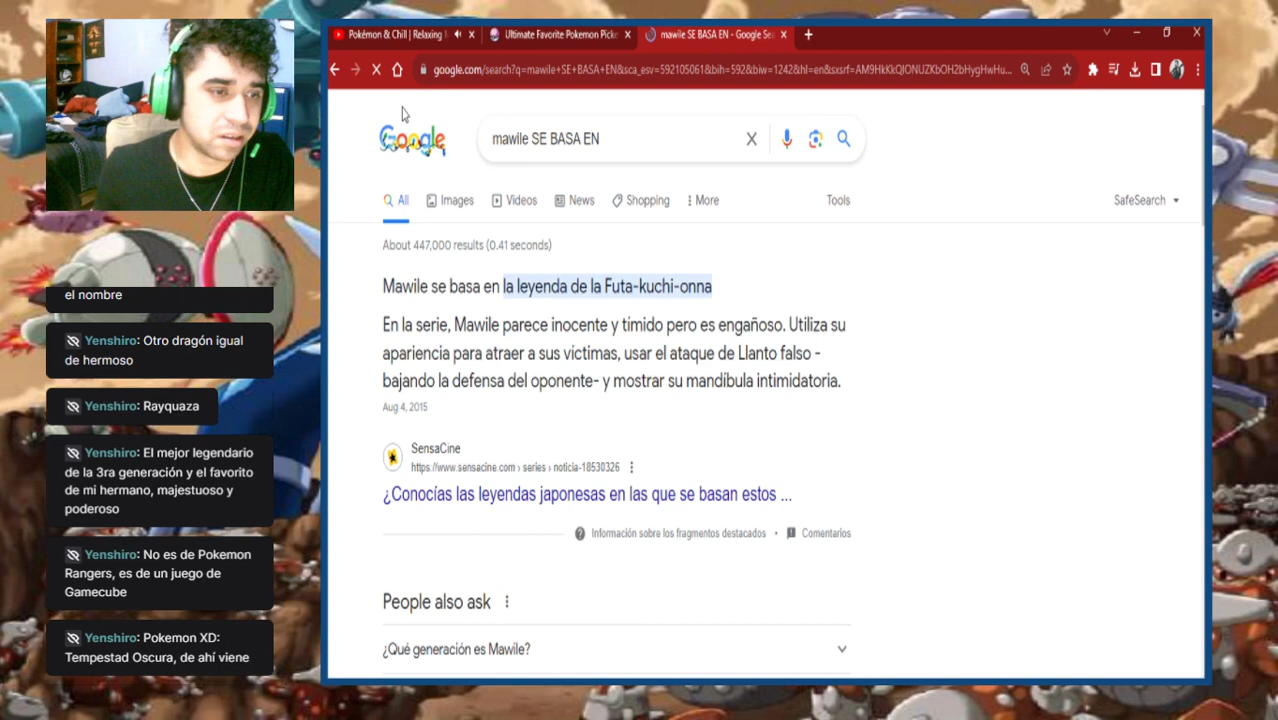 Pokémon & Chill | Relaxing
Ultimate Favorite Pokemon Picke
mawile SE BASA EN - Google Sea
google.com/search?q=mawile+SE+BASA+EN&sca_esv=592105061&bih=592&biw=1242&hl=en&sxsrf=AM9HkKkQIONUZKbOH2bHygHwHu...
Google
mawile SE BASA EN
All
Images
Videos
News
Shopping
More
Tools
SafeSearch
About 447,000 results (0.41 seconds)
Mawile se basa en la leyenda de la Futa-kuchi-onna
En la serie, Mawile parece inocente y tímido pero es engañoso. Utiliza su
apariencia para atraer a sus víctimas, usar el ataque de Llanto falso -
bajando la defensa del oponente- y mostrar su mandíbula intimidatoria.
Aug 4, 2015
SensaCine
https://www.sensacine.com › series › noticia-18530326
¿Conocías las leyendas japonesas en las que se basan estos ...
Información sobre los fragmentos destacados
Comentarios
People also ask
¿Qué generación es Mawile?
el nombre
Yenshiro: Otro dragón igual
de hermoso
Yenshiro: Rayquaza
Yenshiro: El mejor legendario
de la 3ra generación y el favorito
de mi hermano, majestuoso y
poderoso
Yenshiro: No es de Pokemon
Rangers, es de un juego de
Gamecube
Yenshiro: Pokemon XD:
Tempestad Oscura, de ahí viene